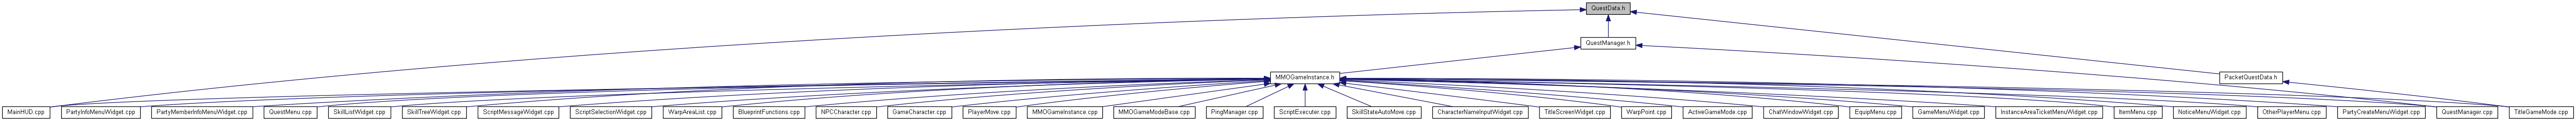 QuestData.h
QuestManager.h
MMOGameInstance.h
PacketQuestData.h
MainHUD.cpp
PartyInfoMenuWidget.cpp
PartyMemberInfoMenuWidget.cpp
QuestMenu.cpp
SkillListWidget.cpp
SkillTreeWidget.cpp
ScriptMessageWidget.cpp
ScriptSelectionWidget.cpp
WarpAreaList.cpp
BlueprintFunctions.cpp
NPCCharacter.cpp
GameCharacter.cpp
PlayerMove.cpp
MMOGameInstance.cpp
MMOGameModeBase.cpp
PingManager.cpp
ScriptExecuter.cpp
SkillStateAutoMove.cpp
CharacterNameInputWidget.cpp
TitleScreenWidget.cpp
WarpPoint.cpp
ActiveGameMode.cpp
ChatWindowWidget.cpp
EquipMenu.cpp
GameMenuWidget.cpp
InstanceAreaTicketMenuWidget.cpp
ItemMenu.cpp
NoticeMenuWidget.cpp
OtherPlayerMenu.cpp
PartyCreateMenuWidget.cpp
QuestManager.cpp
TitleGameMode.cpp